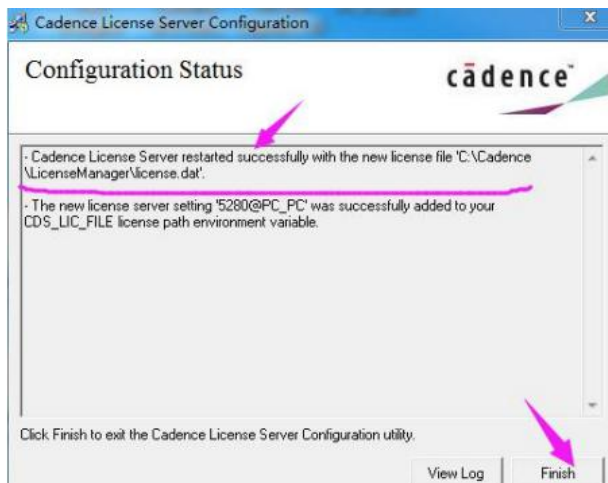 Cadence License Server Configuration
Configuration Status
cādence™
- Cadence License Server restarted successfully with the new license file 'C:\Cadence
\LicenseManager\license.dat'.
- The new license server setting '5280@PC_PC' was successfully added to your
CDS_LIC_FILE license path environment variable.
Click Finish to exit the Cadence License Server Configuration utility.
View Log
Finish